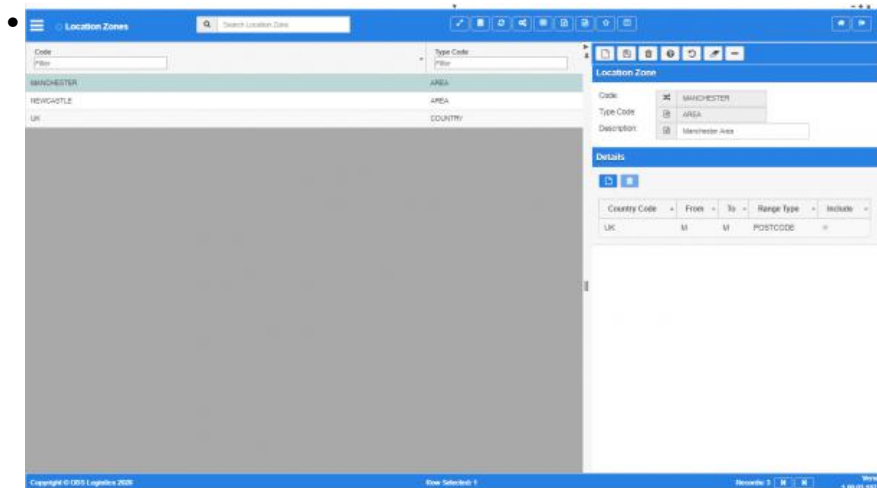 Location Zones
Search Location Zone
Code
Type Code
Filter
Filter
MANCHESTER
AREA
NEWCASTLE
AREA
UK
COUNTRY
Location Zone
Code
MANCHESTER
Type Code
AREA
Description
Manchester Area
Details
Country Code
From
To
Range Type
Include
UK
M
M
POSTCODE
Copyright © OBS Logistics 2020
Row Selected: 1
Records: 3